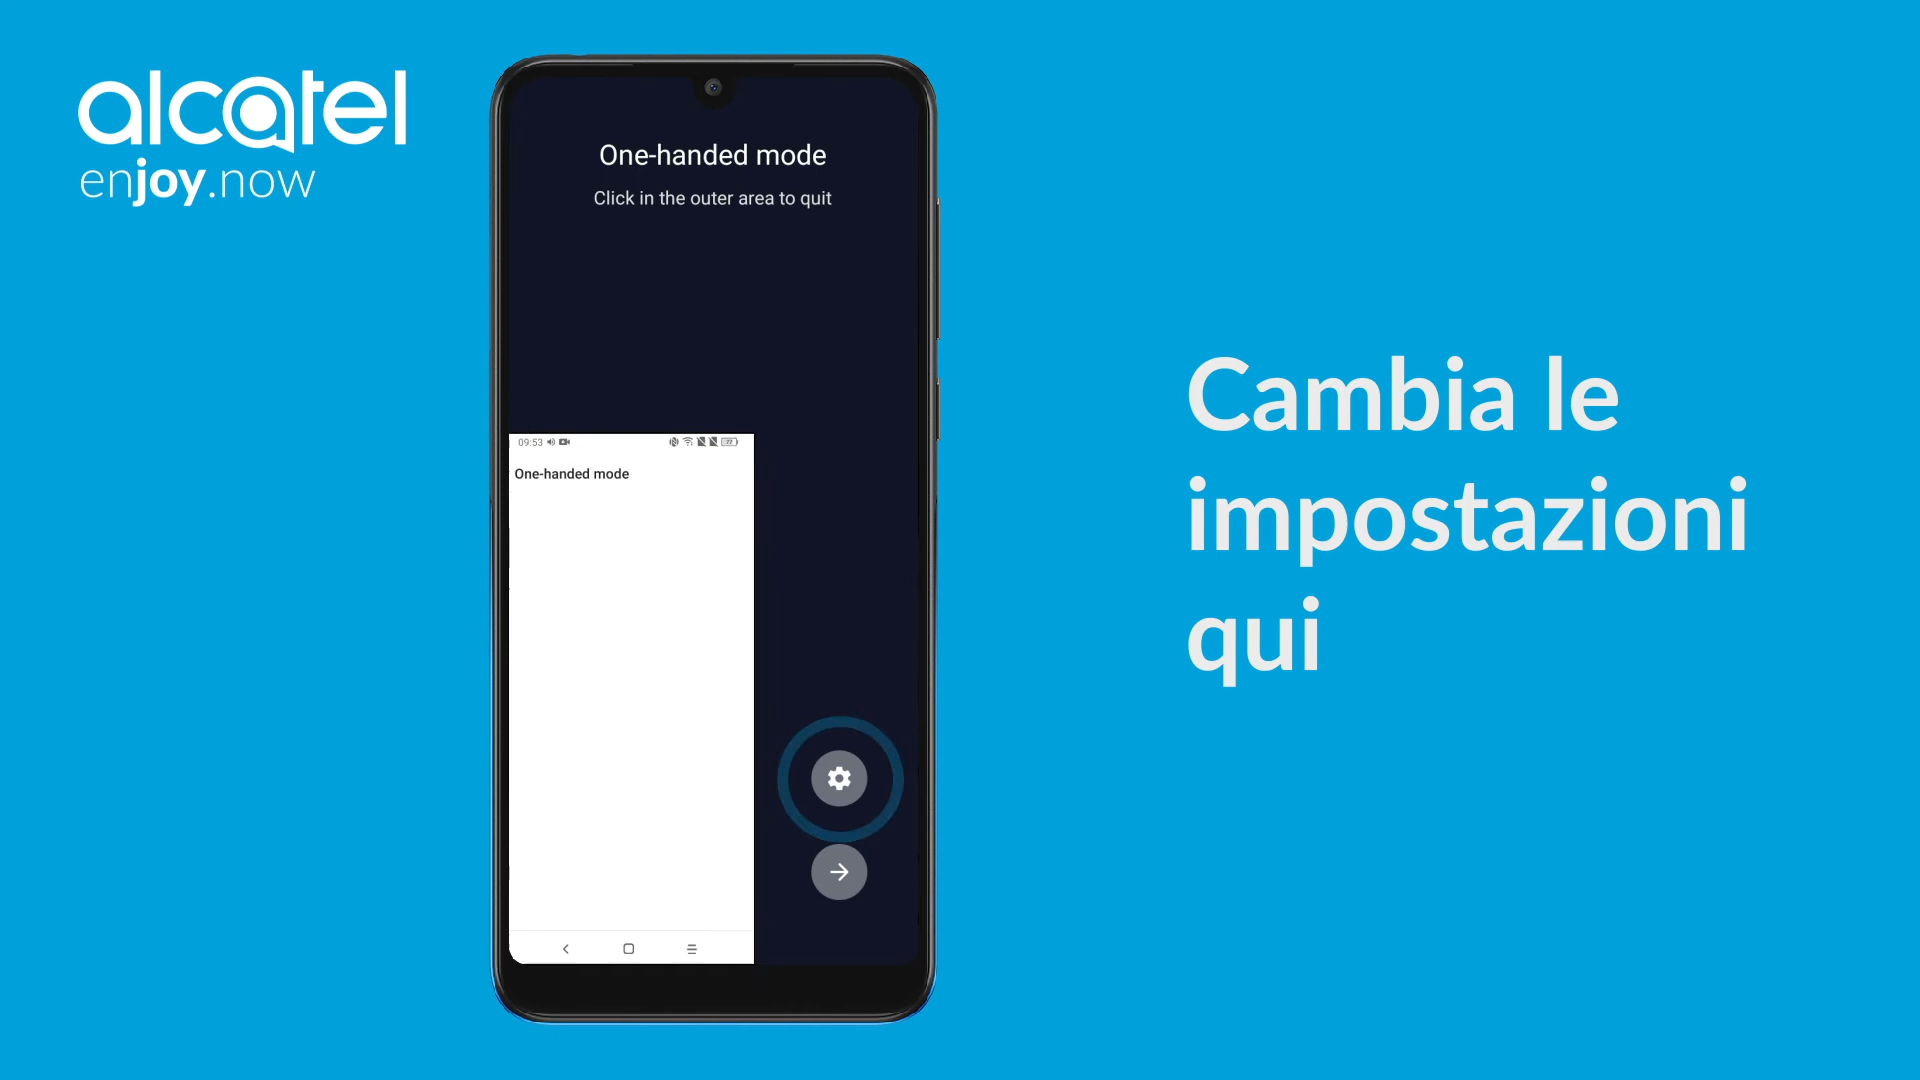 alcatel
enjoy.now
One-handed mode
Click in the outer area to quit
09:53
One-handed mode
Cambia le
impostazioni
qui